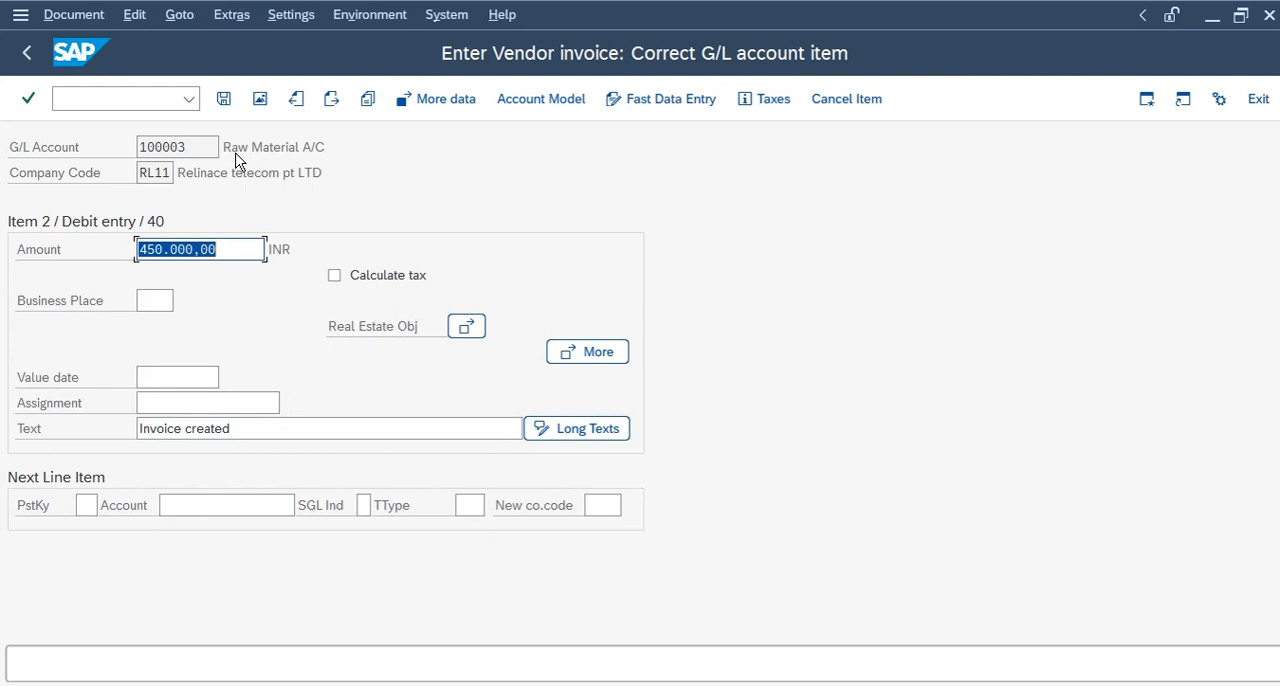 Document Edit Goto Extras Settings Environment System Help
SAP Enter Vendor invoice: Correct G/L account item
More data Account Model Fast Data Entry Taxes Cancel Item Exit
G/L Account 100003 Raw Material A/C
Company Code RL11 Relinace telecom pt LTD
Item 2 / Debit entry / 40
Amount 450.000,00 INR
Calculate tax
Business Place
Real Estate Obj
More
Value date
Assignment
Text Invoice created Long Texts
Next Line Item
PstKy Account SGL Ind TType New co.code